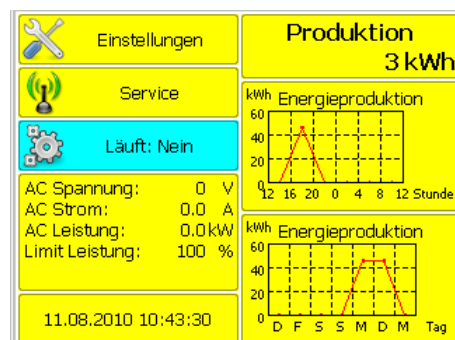 Einstellungen
Service
Läuft: Nein
AC Spannung: 0 V
AC Strom: 0.0 A
AC Leistung: 0.0 kW
Limit Leistung: 100 %
11.08.2010 10:43:30
Produktion
3 kWh
kWh Energieproduktion
60
40
20
0
12 16 20 0 4 8 12 Stunde
kWh Energieproduktion
60
40
20
0
D F S S M D M Tag